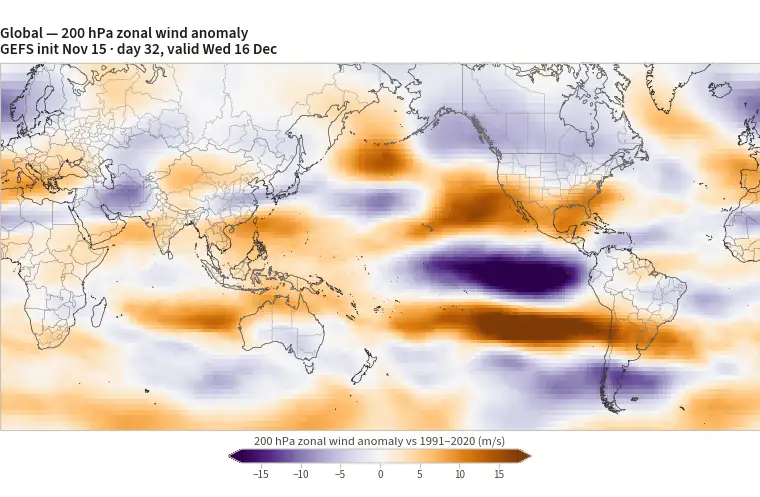 Global — 200 hPa zonal wind anomaly
GEFS init Nov 15 · day 32, valid Wed 16 Dec
200 hPa zonal wind anomaly vs 1991–2020 (m/s)
−15 −10 −5 0 5 10 15